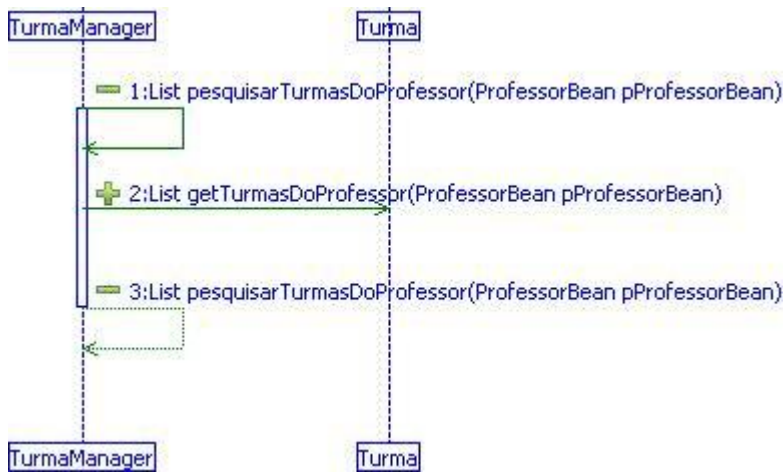 TurmaManager
Turma
1:List pesquisarTurmasDoProfessor(ProfessorBean pProfessorBean)
2:List getTurmasDoProfessor(ProfessorBean pProfessorBean)
3:List pesquisarTurmasDoProfessor(ProfessorBean pProfessorBean)
TurmaManager
Turma